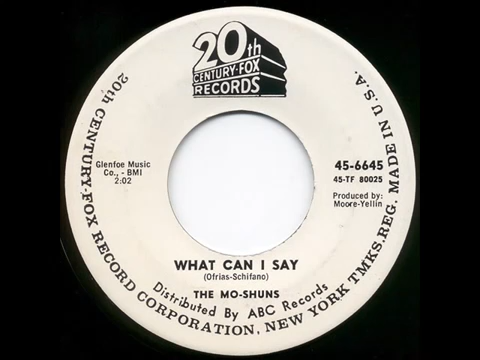 20th
CENTURY-FOX
RECORDS
Glenfoe Music
Co., - BMI
2:02
45-6645
45-TF 80025
Produced by:
Moore-Yellin
WHAT CAN I SAY
(Ofrias-Schifano)
THE MO-SHUNS
Distributed By ABC Records
20th CENTURY-FOX RECORD CORPORATION, NEW YORK TMKS.REG. MADE IN U.S.A.